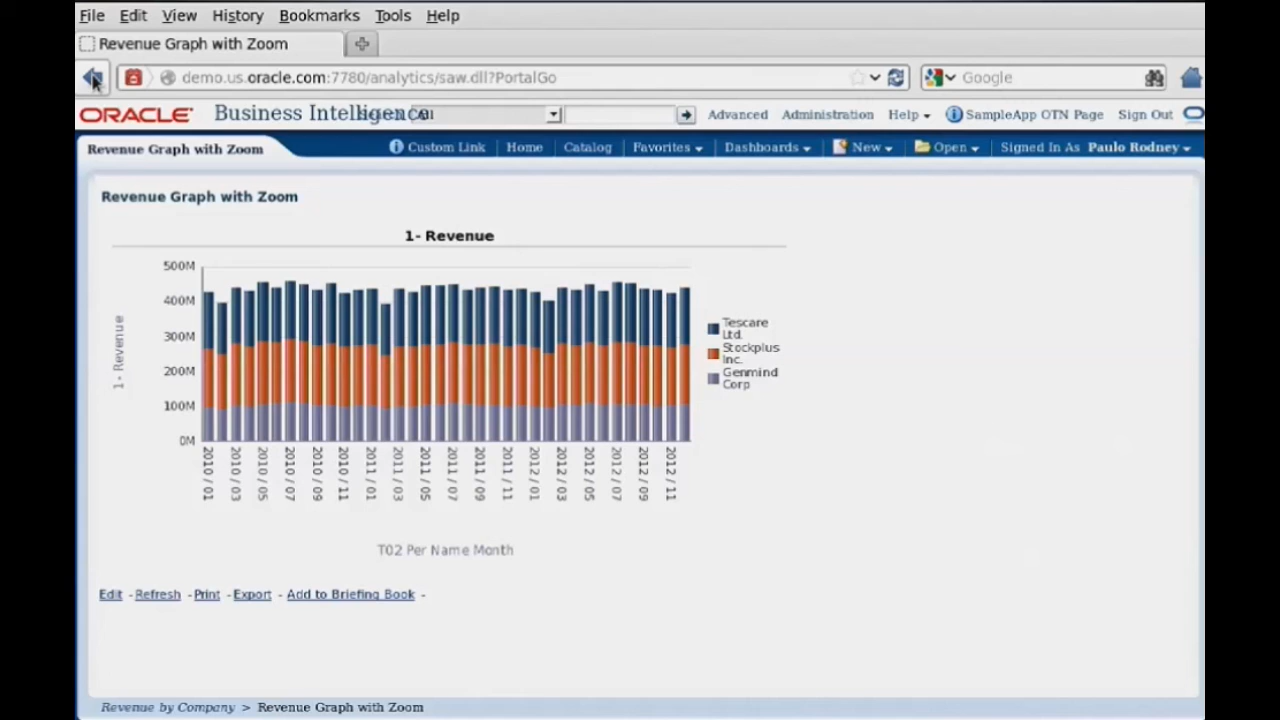 File Edit View History Bookmarks Tools Help
Revenue Graph with Zoom
demo.us.oracle.com:7780/analytics/saw.dll?PortalGo
Google
ORACLE Business Intelligence All Advanced Administration Help SampleApp OTN Page Sign Out
Revenue Graph with Zoom Custom Link Home Catalog Favorites Dashboards New Open Signed In As Paulo Rodney
Revenue Graph with Zoom
1- Revenue
1- Revenue
500M
400M
300M
200M
100M
0M
Tescare
Ltd.
Stockplus
Inc.
Genmind
Corp
2010 / 01
2010 / 03
2010 / 05
2010 / 07
2010 / 09
2010 / 11
2011 / 01
2011 / 03
2011 / 05
2011 / 07
2011 / 09
2011 / 11
2012 / 01
2012 / 03
2012 / 05
2012 / 07
2012 / 09
2012 / 11
T02 Per Name Month
Edit - Refresh - Print - Export - Add to Briefing Book -
Revenue by Company > Revenue Graph with Zoom